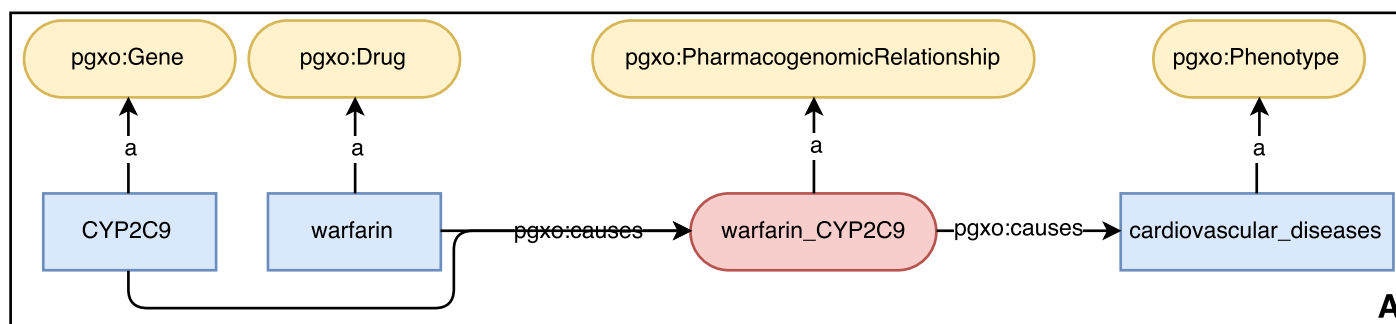 pgxo:Gene
pgxo:Drug
pgxo:PharmacogenomicRelationship
pgxo:Phenotype
a
a
a
a
CYP2C9
warfarin
pgxo:causes
warfarin_CYP2C9
pgxo:causes
cardiovascular_diseases
A